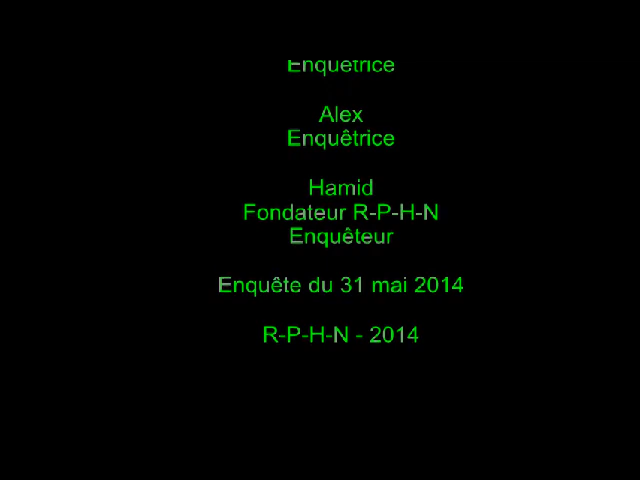 Enquêtrice
Alex
Enquêtrice
Hamid
Fondateur R-P-H-N
Enquêteur
Enquête du 31 mai 2014
R-P-H-N - 2014